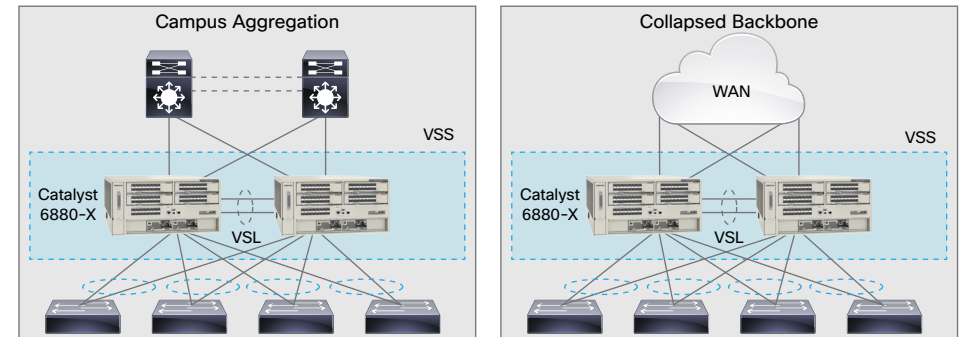 Campus Aggregation
VSS
Catalyst
6880-X
VSL
Collapsed Backbone
WAN
VSS
Catalyst
6880-X
VSL